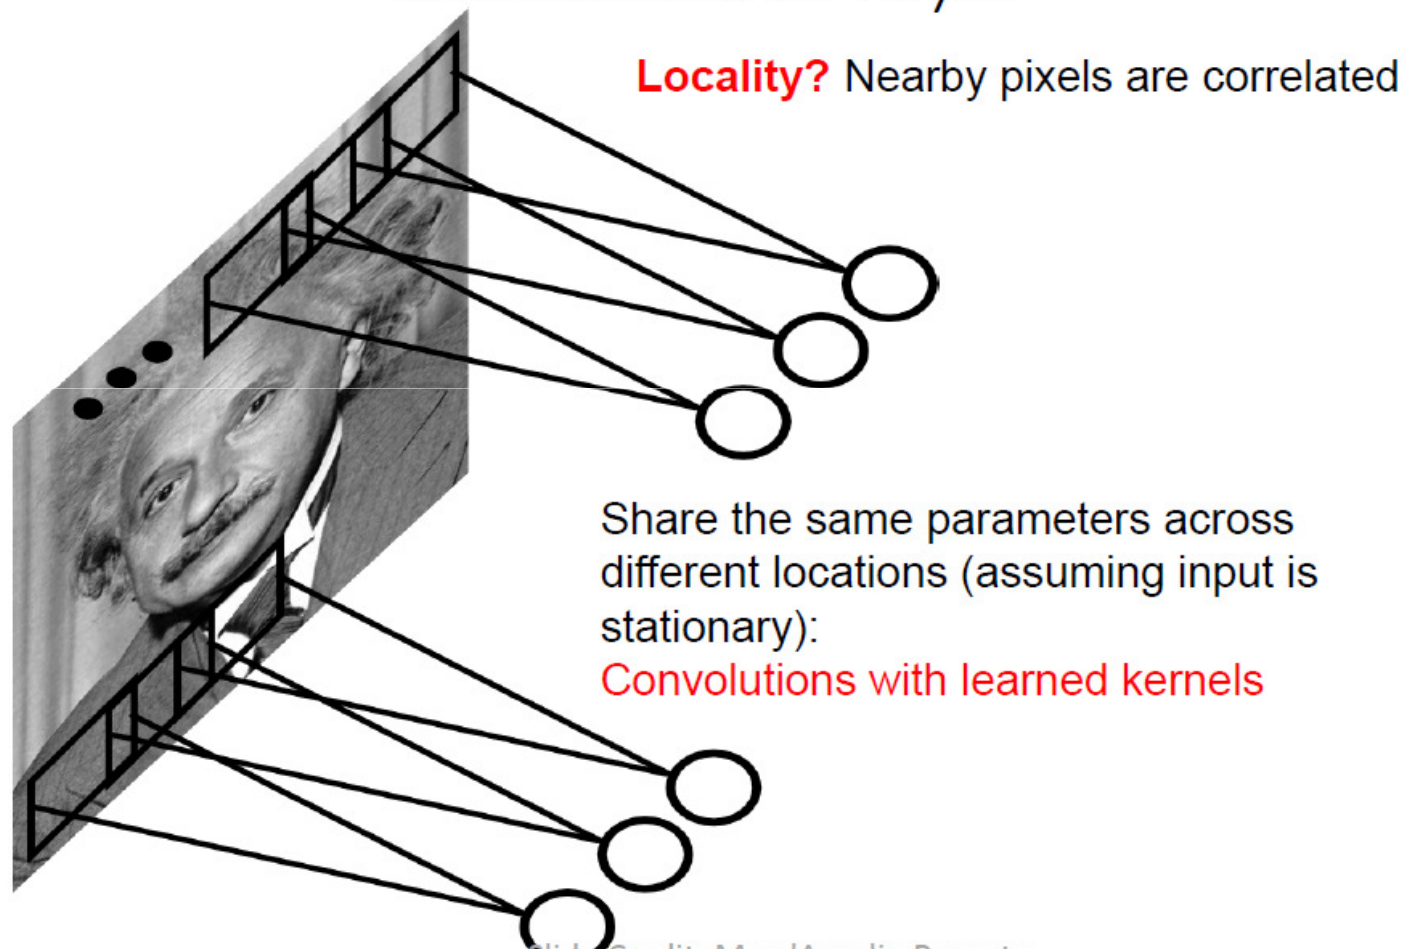 Locality? Nearby pixels are correlated
Share the same parameters across
different locations (assuming input is
stationary):
Convolutions with learned kernels